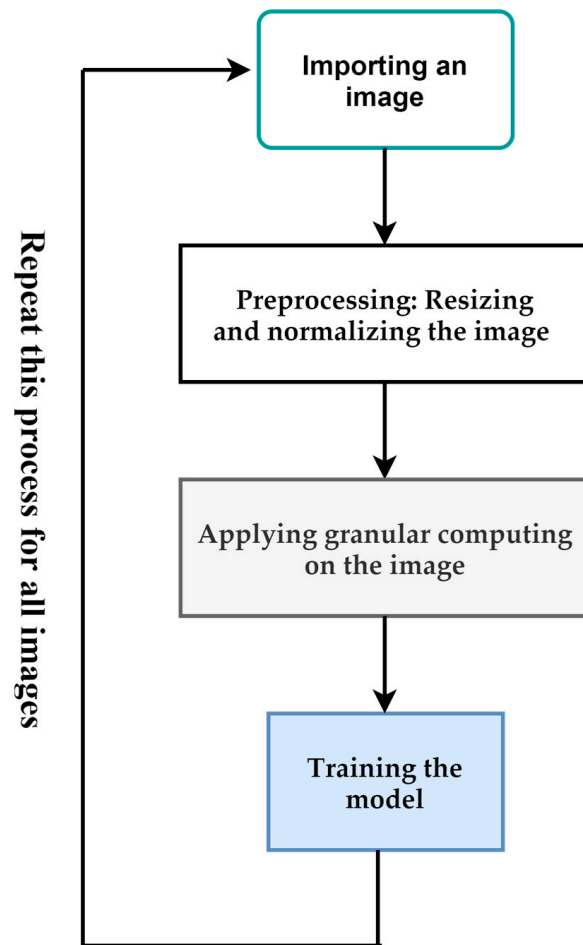 Importing an
image
Preprocessing: Resizing
and normalizing the image
Applying granular computing
on the image
Training the
model
Repeat this process for all images